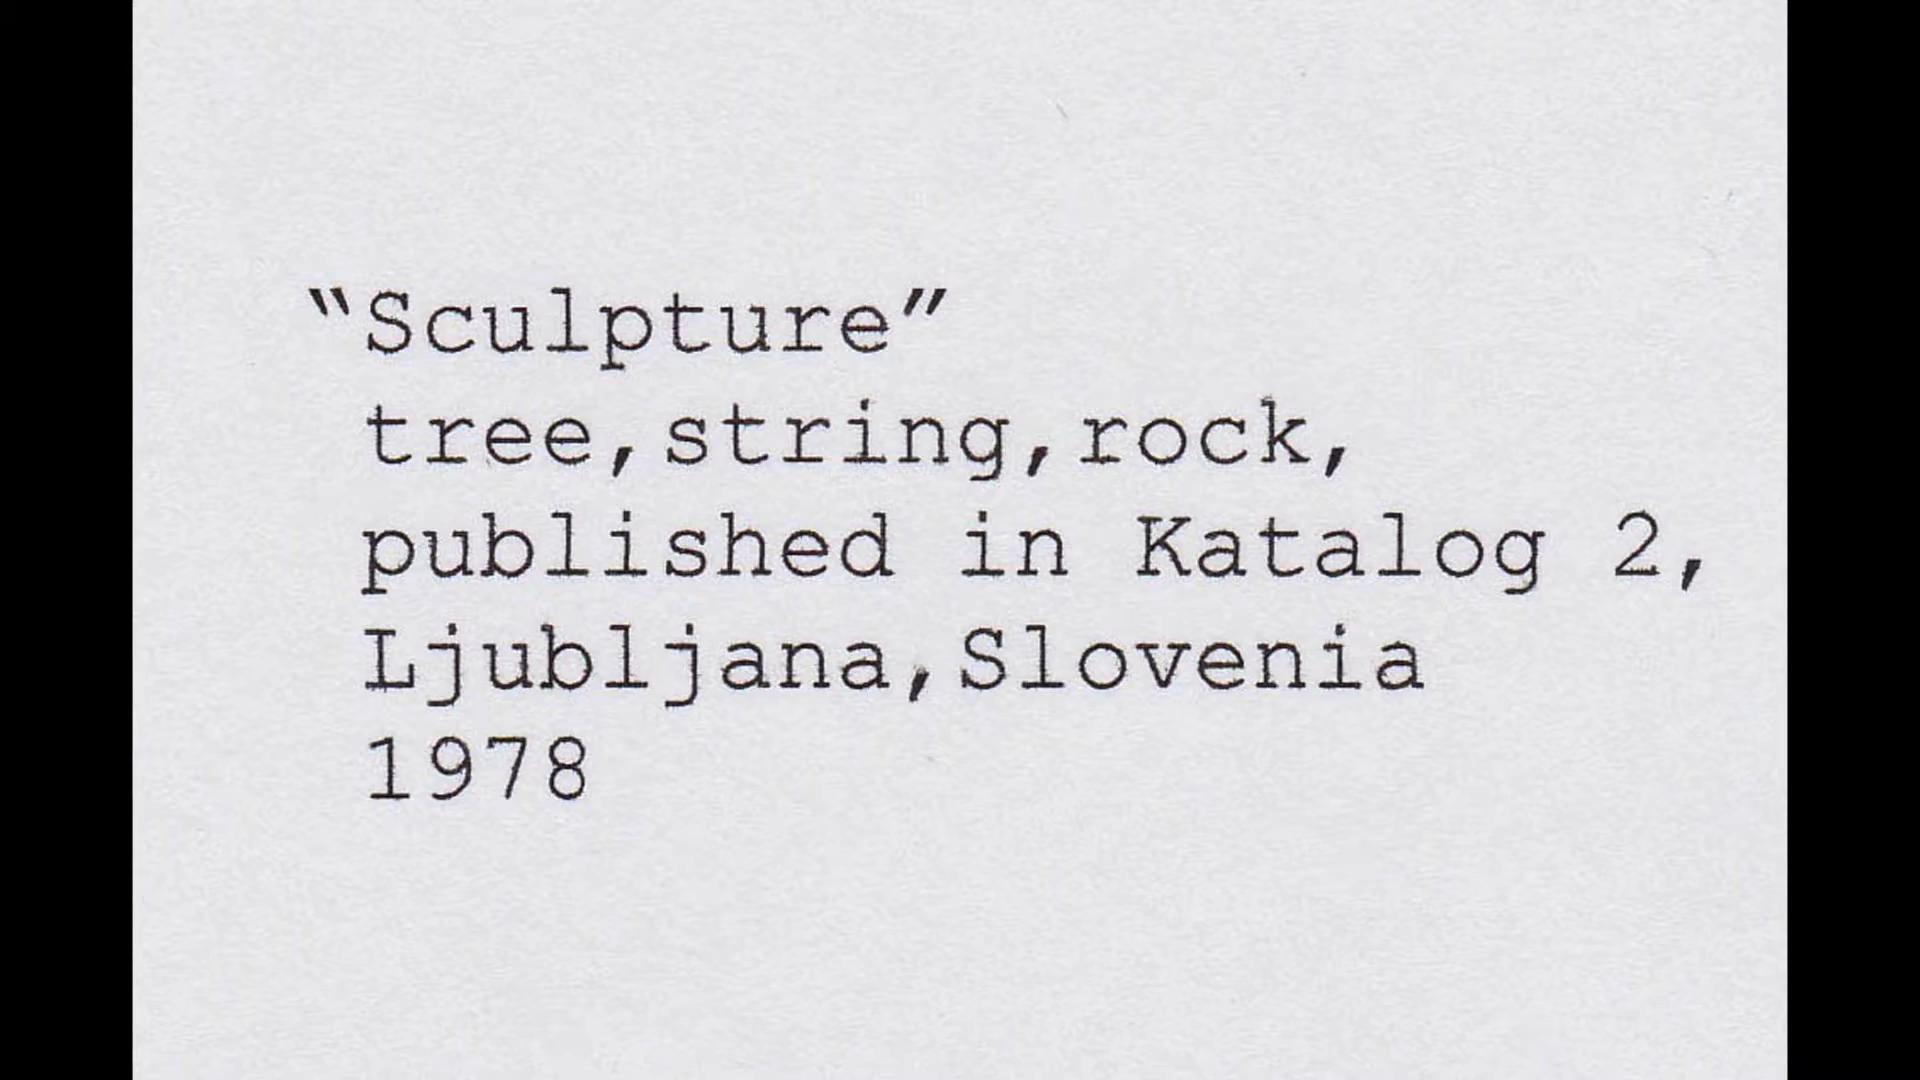 “Sculpture”
tree,string,rock,
published in Katalog 2,
Ljubljana,Slovenia
1978